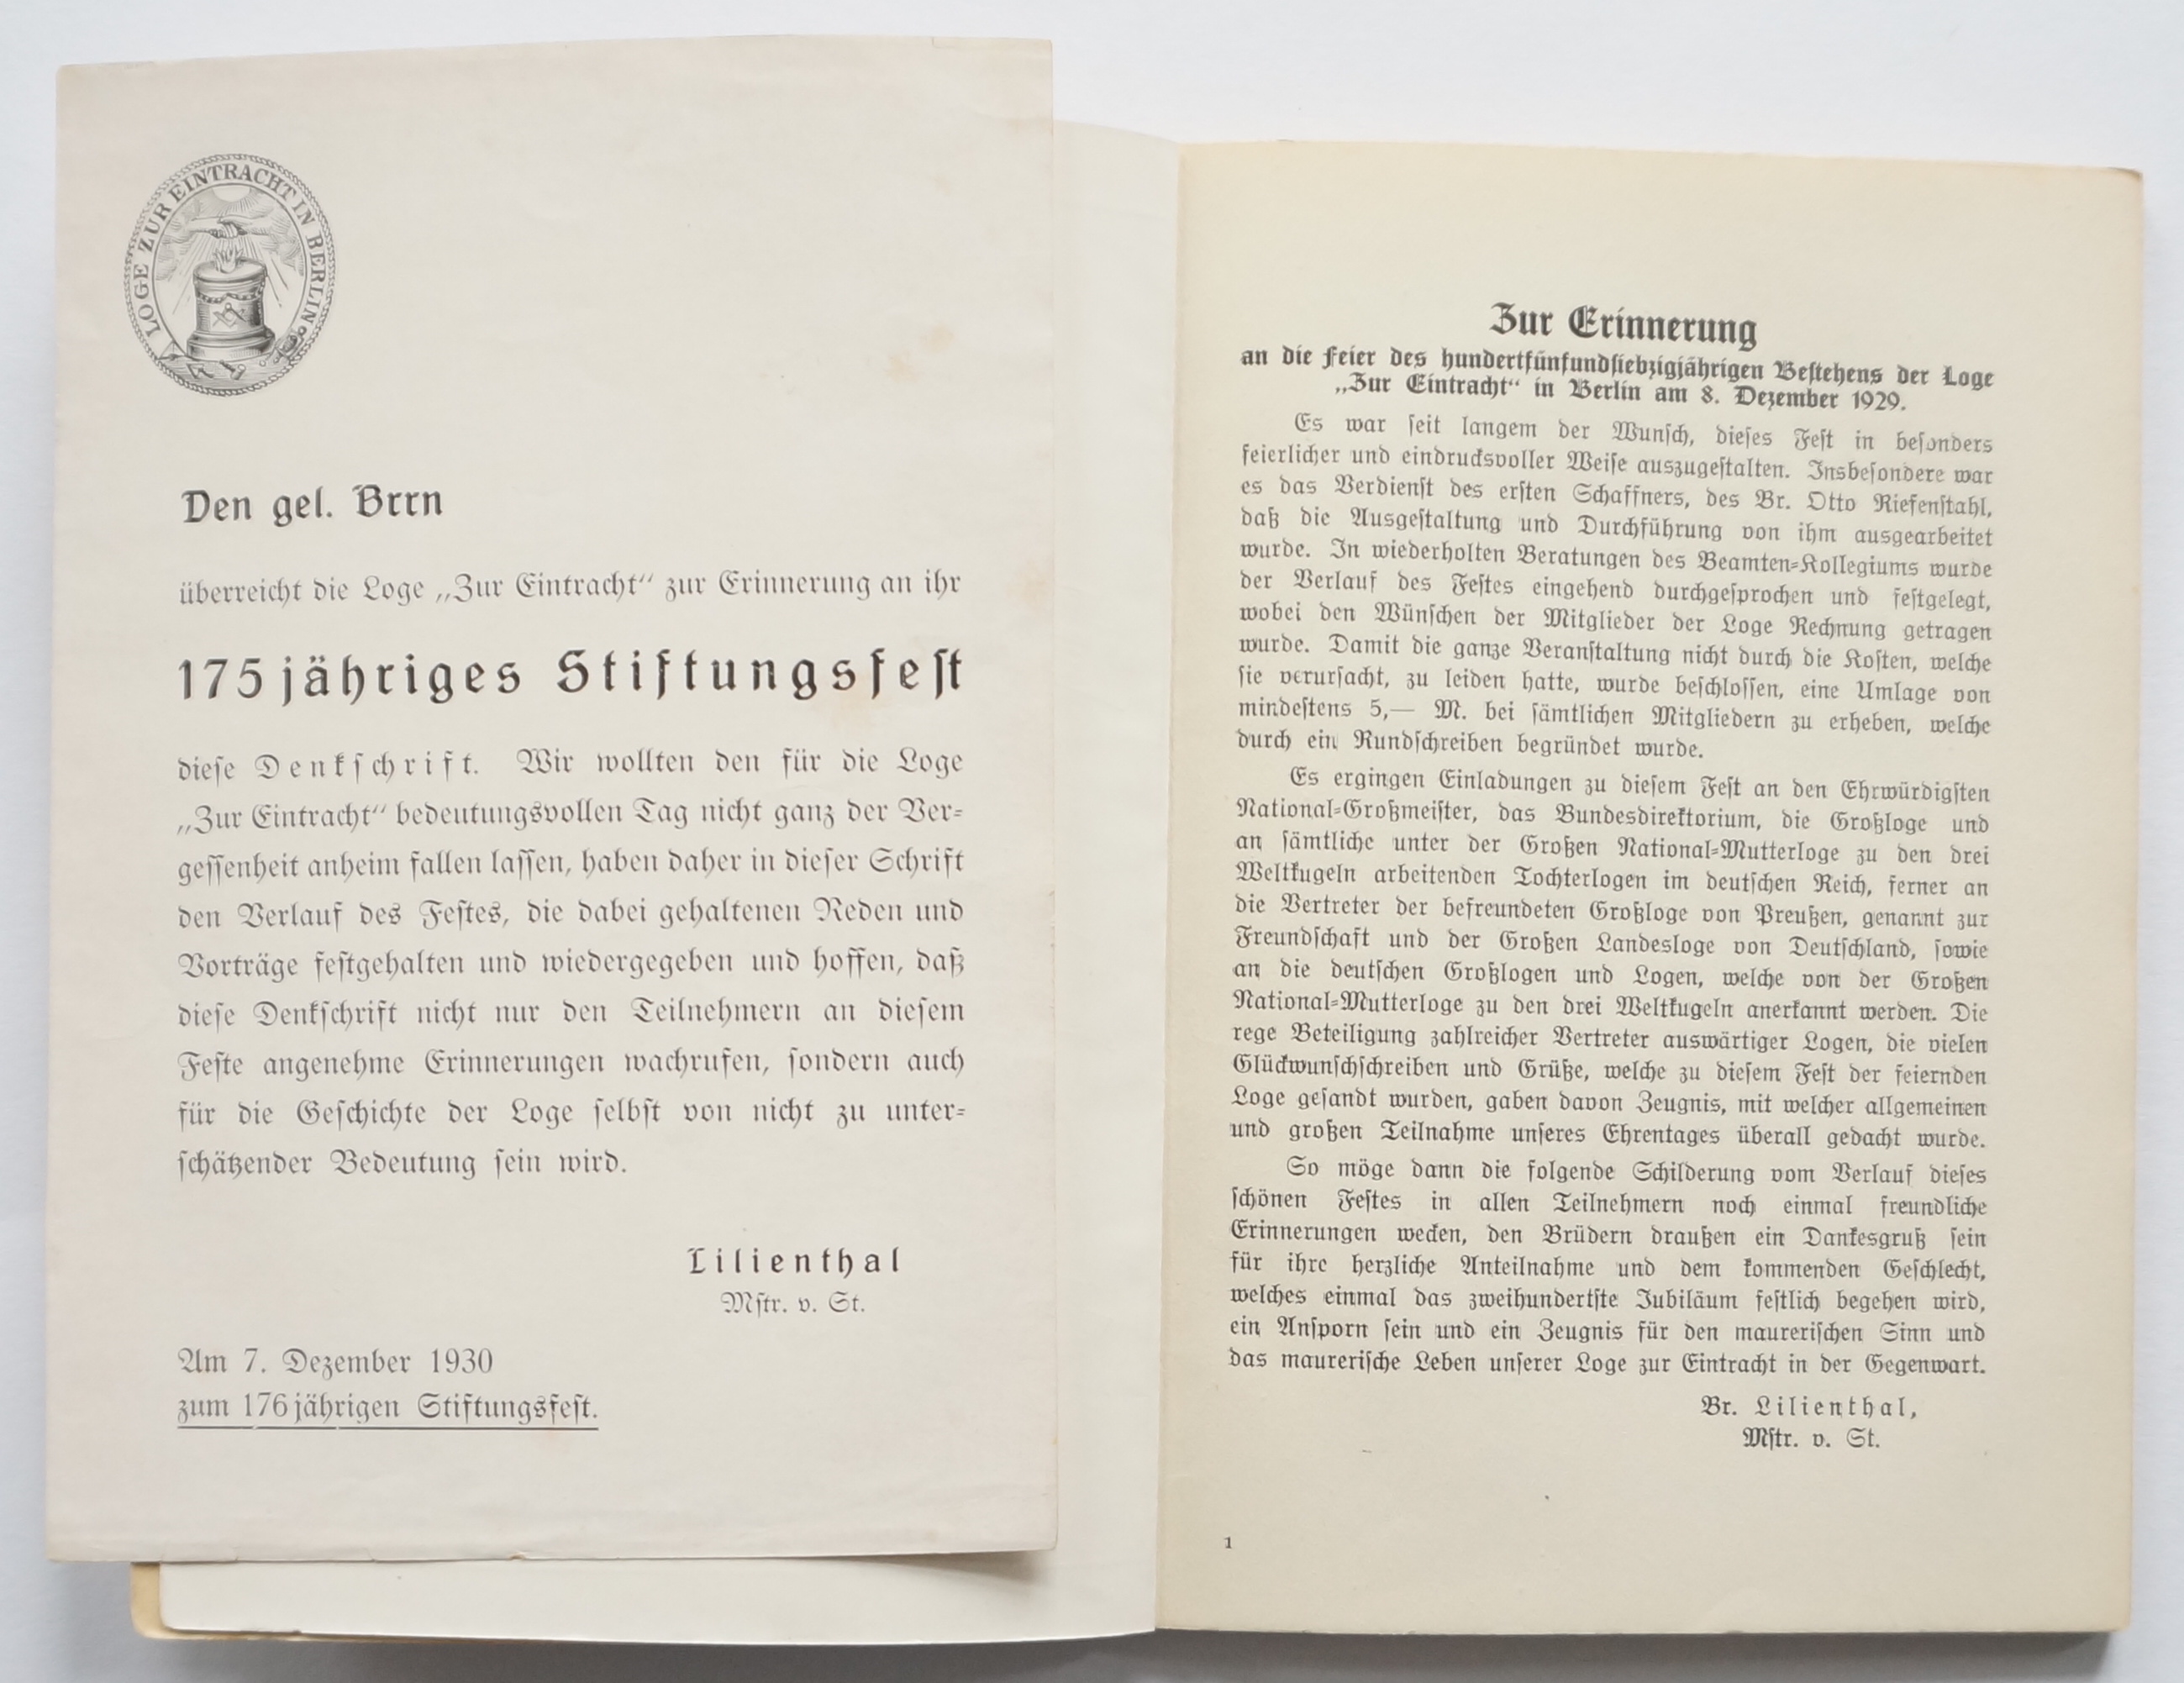 LOGE ZUR EINTRACHT IN BERLIN
Den gel. Brrn
überreicht die Loge „Zur Eintracht“ zur Erinnerung an ihr
175jähriges Stiftungsfeſt
dieſe Denkſchrift. Wir wollten den für die Loge
„Zur Eintracht“ bedeutungsvollen Tag nicht ganz der Ver-
geſſenheit anheim fallen laſſen, haben daher in dieſer Schrift
den Verlauf des Feſtes, die dabei gehaltenen Reden und
Vorträge feſtgehalten und wiedergegeben und hoffen, daß
dieſe Denkſchrift nicht nur den Teilnehmern an dieſem
Feſte angenehme Erinnerungen wachrufen, ſondern auch
für die Geſchichte der Loge ſelbſt von nicht zu unter-
ſchätzender Bedeutung ſein wird.
Lilienthal
Mſtr. v. St.
Am 7. Dezember 1930
zum 176jährigen Stiftungsfeſt.
Zur Erinnerung
an die Feier des hundertfünfundſiebzigjährigen Beſtehens der Loge
„Zur Eintracht“ in Berlin am 8. Dezember 1929.
Es war ſeit langem der Wunſch, dieſes Feſt in beſonders
feierlicher und eindrucksvoller Weiſe auszugeſtalten. Insbeſondere war
es das Verdienſt des erſten Schaffners, des Br. Otto Riefenſtahl,
daß die Ausgeſtaltung und Durchführung von ihm ausgearbeitet
wurde. In wiederholten Beratungen des Beamten-Kollegiums wurde
der Verlauf des Feſtes eingehend durchgeſprochen und feſtgelegt,
wobei den Wünſchen der Mitglieder der Loge Rechnung getragen
wurde. Damit die ganze Veranſtaltung nicht durch die Koſten, welche
ſie verurſacht, zu leiden hatte, wurde beſchloſſen, eine Umlage von
mindeſtens 5,— M. bei ſämtlichen Mitgliedern zu erheben, welche
durch ein Rundſchreiben begründet wurde.
Es ergingen Einladungen zu dieſem Feſt an den Ehrwürdigſten
National-Großmeiſter, das Bundesdirektorium, die Großloge und
an ſämtliche unter der Großen National-Mutterloge zu den drei
Weltkugeln arbeitenden Tochterlogen im deutſchen Reich, ferner an
die Vertreter der befreundeten Großloge von Preußen, genannt zur
Freundſchaft und der Großen Landesloge von Deutſchland, ſowie
an die deutſchen Großlogen und Logen, welche von der Großen
National-Mutterloge zu den drei Weltkugeln anerkannt werden. Die
rege Beteiligung zahlreicher Vertreter auswärtiger Logen, die vielen
Glückwunſchſchreiben und Grüße, welche zu dieſem Feſt der feiernden
Loge geſandt wurden, gaben davon Zeugnis, mit welcher allgemeinen
und großen Teilnahme unſeres Ehrentages überall gedacht wurde.
So möge dann die folgende Schilderung vom Verlauf dieſes
ſchönen Feſtes in allen Teilnehmern noch einmal freundliche
Erinnerungen wecken, den Brüdern draußen ein Dankesgruß ſein
für ihre herzliche Anteilnahme und dem kommenden Geſchlecht,
welches einmal das zweihundertſte Jubiläum feſtlich begehen wird,
ein Anſporn ſein und ein Zeugnis für den maureriſchen Sinn und
das maureriſche Leben unſerer Loge zur Eintracht in der Gegenwart.
Br. Lilienthal,
Mſtr. v. St.
1